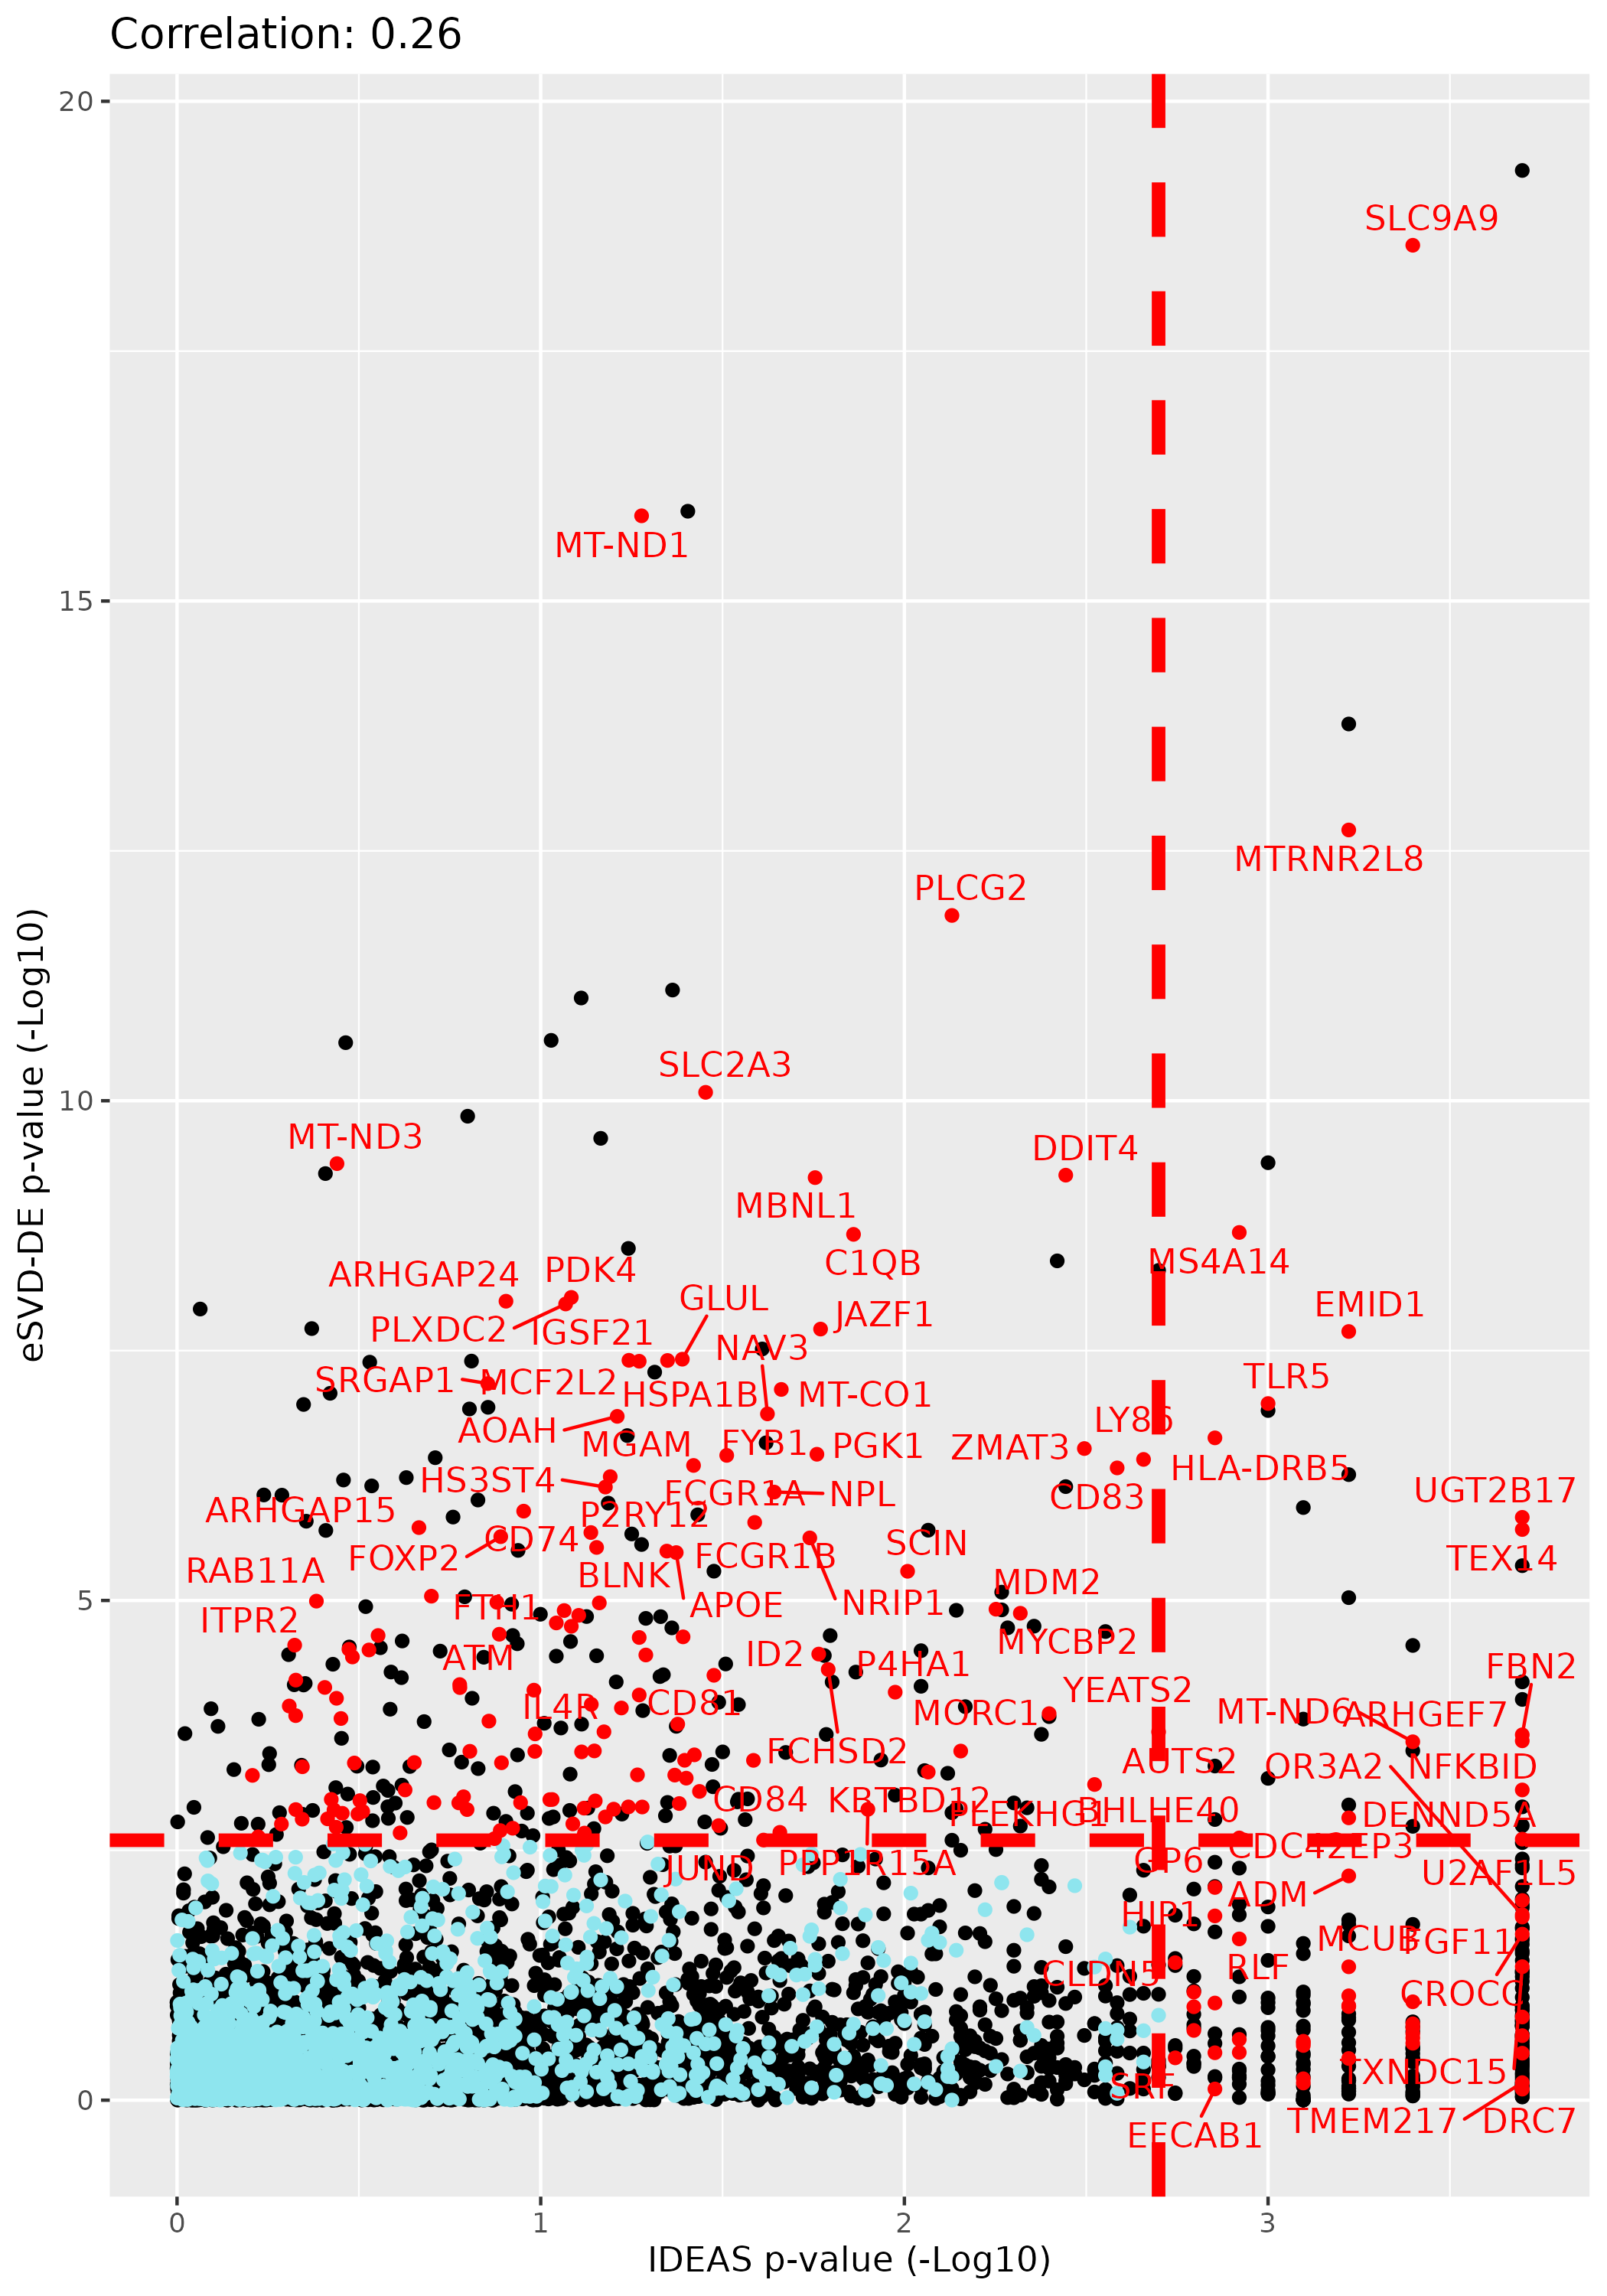 Correlation: 0.26
20
SLC9A9
MT-ND1
15
MTRNR2L8
PLCG2
eSVD-DE p-value (-Log10)
SLC2A3
10
MT-ND3
DDIT4
MBNL1
C1QB
MS4A14
ARHGAP24
PDK4
GLUL
EMID1
PLXDC2
IGSF21
JAZF1
NAV3
SRGAP1
MCF2L2
TLR5
HSPA1B
MT-CO1
AOAH
LY86
MGAM
FYB1
PGK1
ZMAT3
HS3ST4
HLA-DRB5
FCGR1A
NPL
CD83
UGT2B17
ARHGAP15
P2RY12
CD74
SCIN
FOXP2
FCGR1B
TEX14
RAB11A
BLNK
MDM2
5
FTH1
APOE
NRIP1
ITPR2
MYCBP2
ATM
ID2
P4HA1
FBN2
YEATS2
IL4R
CD81
MORC1
MT-ND6
ARHGEF7
FCHSD2
AUTS2
OR3A2
NFKBID
CD84
KBTBD12
PLEKHG1
BHLHE40
DENND5A
CDC42EP3
JUND
PPP1R15A
GP6
U2AF1L5
ADM
HIP1
MCUB
FGF11
CLDN5
RLF
CROCC
TXNDC15
SRF
0
EFCAB1
TMEM217
DRC7
0
1
2
3
IDEAS p-value (-Log10)